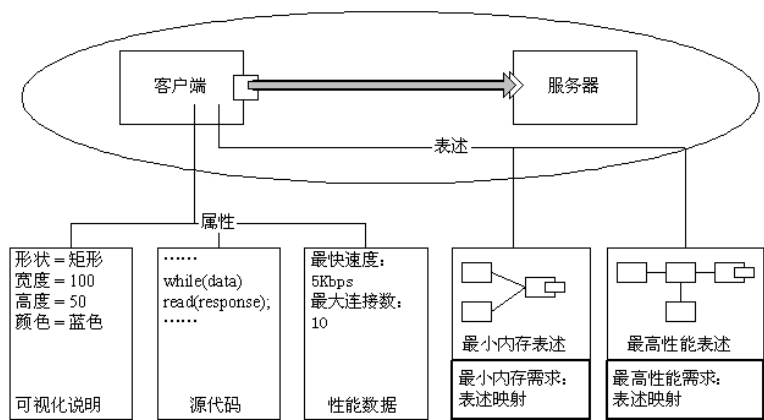 客户端
服务器
表述
属性
形状 = 矩形
宽度 = 100
高度 = 50
颜色 = 蓝色
可视化说明
……
while(data)
read(response);
……
源代码
最快速度：
5Kbps
最大连接数：
10
性能数据
最小内存表述
最小内存需求：
表述映射
最高性能表述
最高性能需求：
表述映射